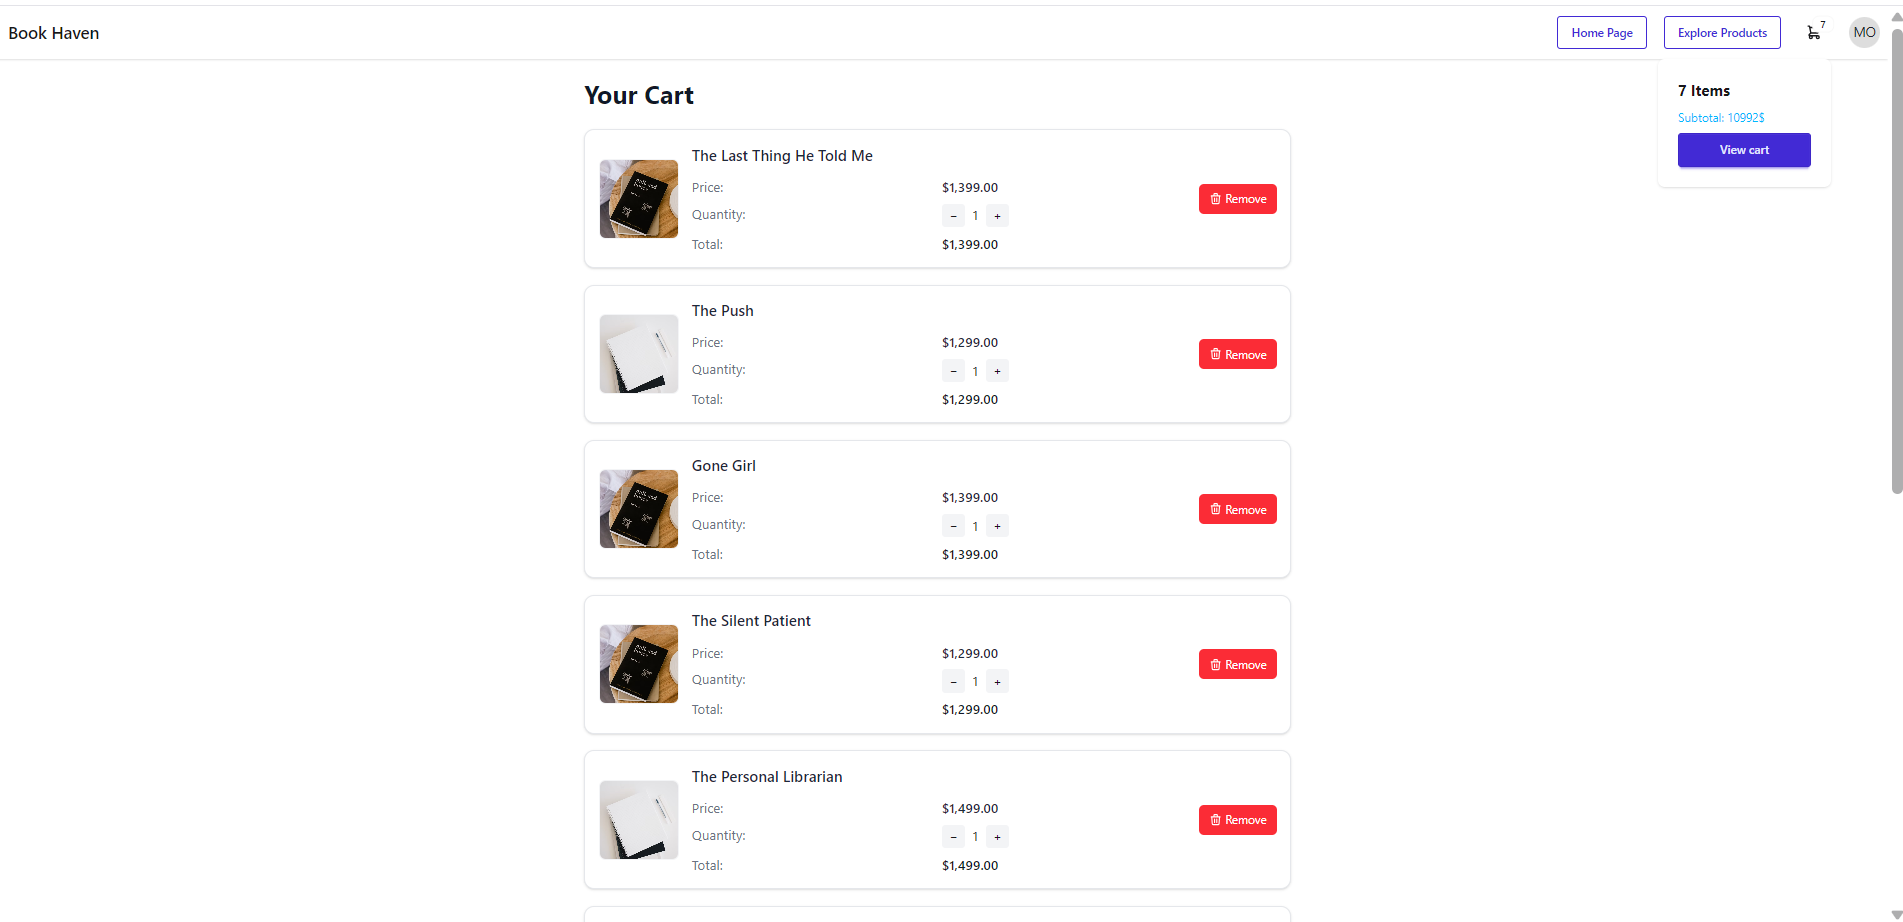 Book Haven
Home Page
Explore Products
7
MO
7 Items
Subtotal: 10992$
View cart
Your Cart
The Last Thing He Told Me
Price: $1,399.00
Quantity: − 1 +
Total: $1,399.00
Remove
The Push
Price: $1,299.00
Quantity: − 1 +
Total: $1,299.00
Remove
Gone Girl
Price: $1,399.00
Quantity: − 1 +
Total: $1,399.00
Remove
The Silent Patient
Price: $1,299.00
Quantity: − 1 +
Total: $1,299.00
Remove
The Personal Librarian
Price: $1,499.00
Quantity: − 1 +
Total: $1,499.00
Remove